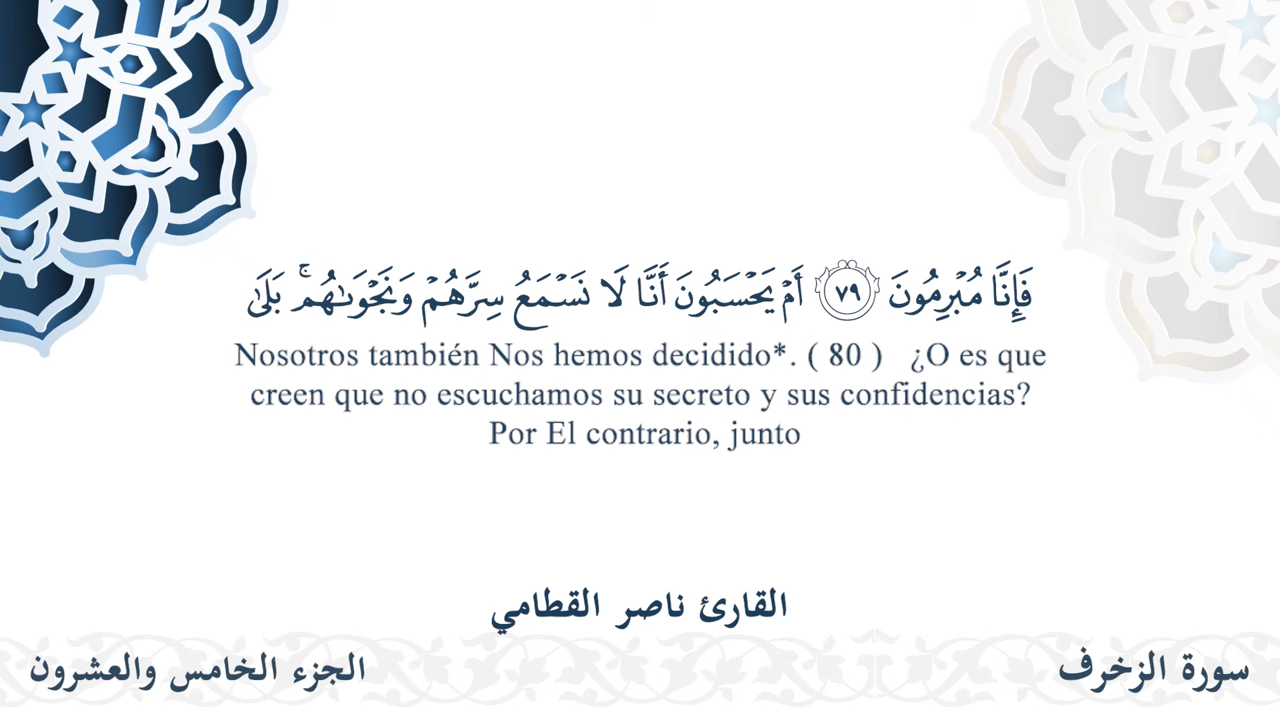 فَإِنَّا مُبْرِمُونَ ۝٧٩ أَمْ يَحْسَبُونَ أَنَّا لَا نَسْمَعُ سِرَّهُمْ وَنَجْوَىٰهُم ۚ بَلَىٰ
Nosotros también Nos hemos decidido*. ( 80 ) ¿O es que
creen que no escuchamos su secreto y sus confidencias?
Por El contrario, junto
القارئ ناصر القطامي
سورة الزخرف
الجزء الخامس والعشرون